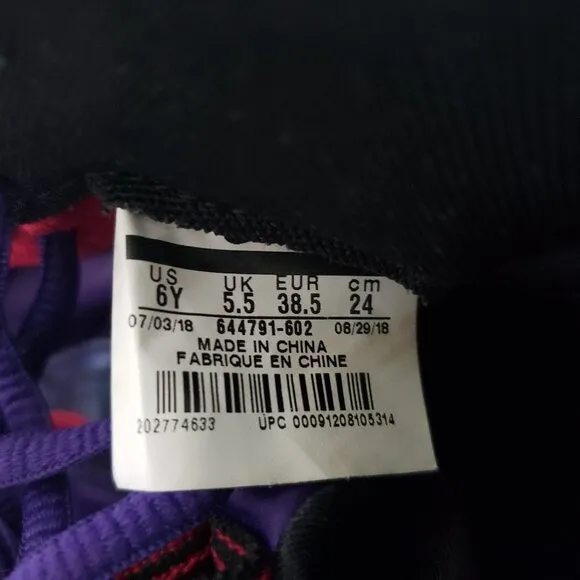 US UK EUR cm
6Y 5.5 38.5 24
07/03/18 644791-602 08/29/18
MADE IN CHINA
FABRIQUE EN CHINE
202774633 UPC 00091208105314